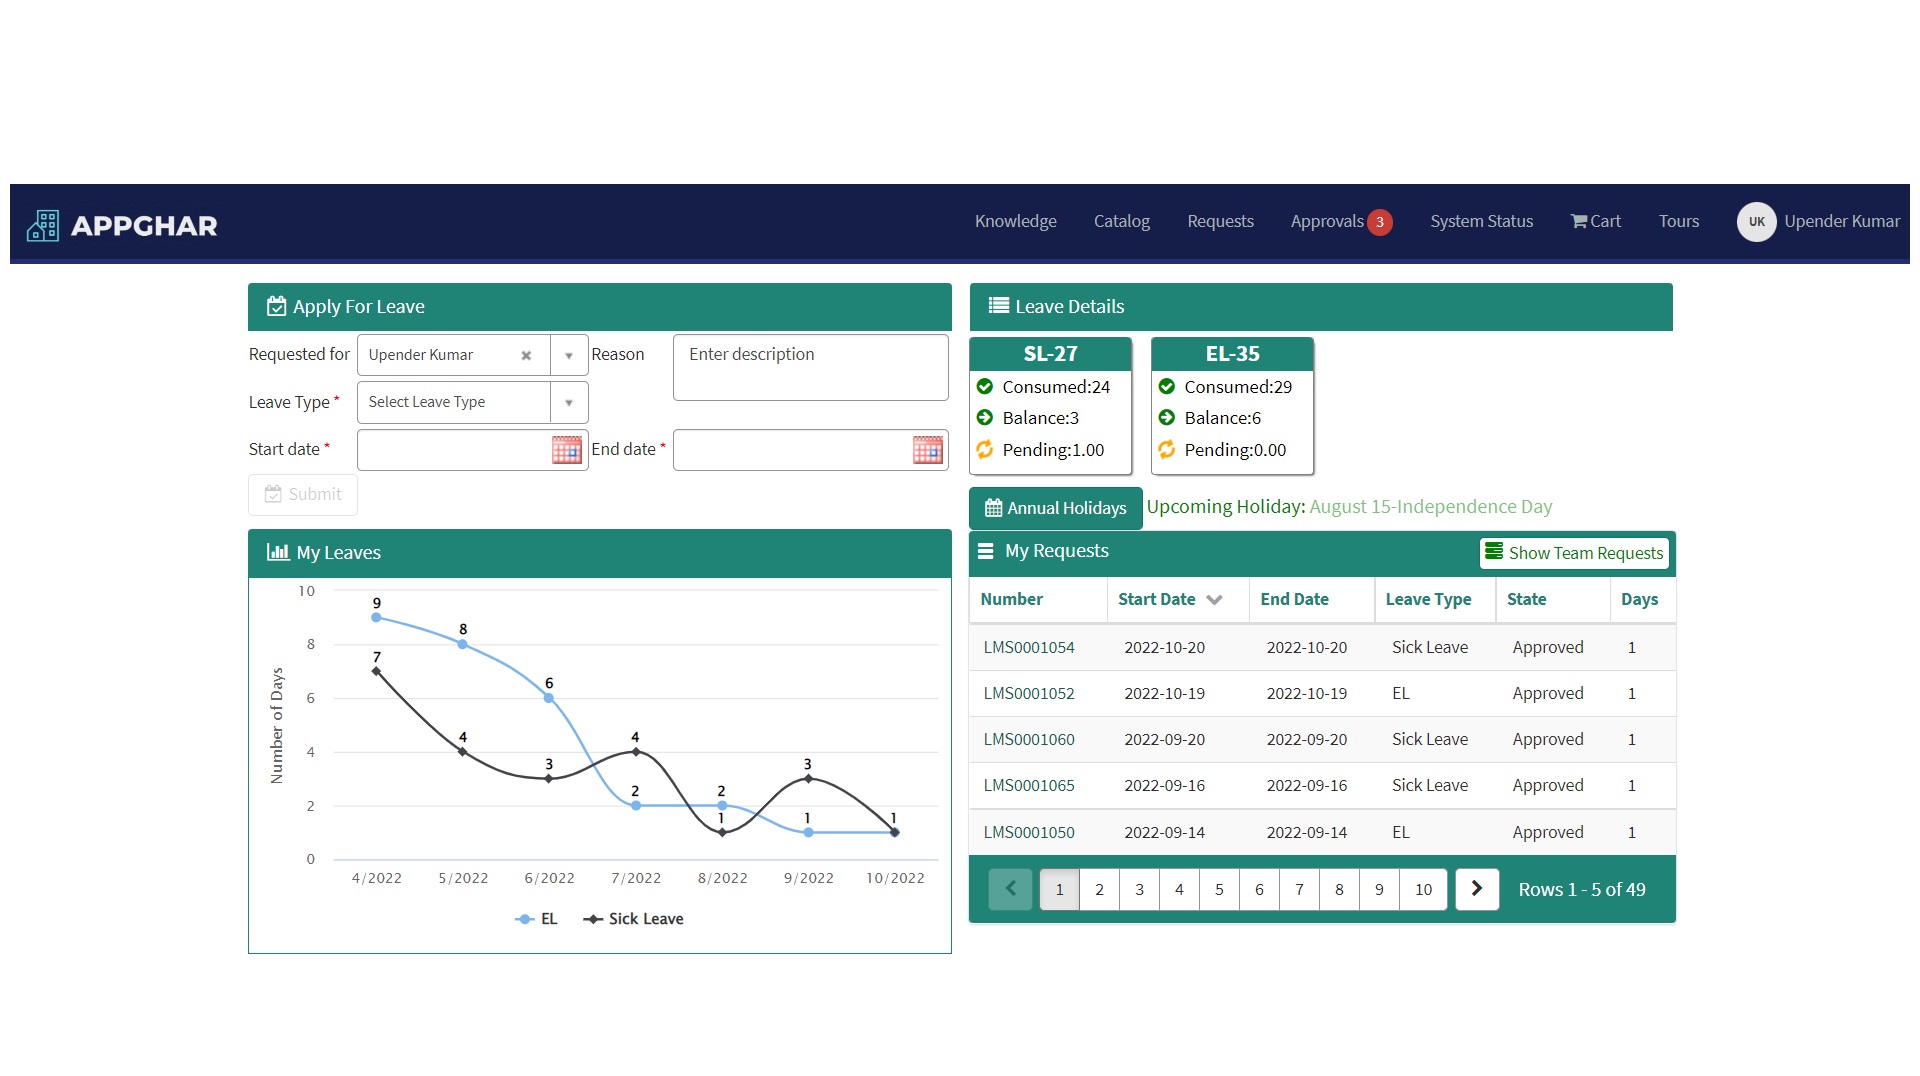 APPGHAR
Knowledge Catalog Requests Approvals 3 System Status Cart Tours UK Upender Kumar
Apply For Leave
Requested for Upender Kumar Reason Enter description
Leave Type * Select Leave Type
Start date * End date *
Submit
My Leaves
10
8
6
4
2
0
Number of Days
9
8
6
2
2
1
7
4
3
4
1
3
1
4/2022 5/2022 6/2022 7/2022 8/2022 9/2022 10/2022
EL Sick Leave
Leave Details
SL-27
Consumed:24
Balance:3
Pending:1.00
EL-35
Consumed:29
Balance:6
Pending:0.00
Annual Holidays Upcoming Holiday: August 15-Independence Day
My Requests Show Team Requests
Number Start Date End Date Leave Type State Days
LMS0001054 2022-10-20 2022-10-20 Sick Leave Approved 1
LMS0001052 2022-10-19 2022-10-19 EL Approved 1
LMS0001060 2022-09-20 2022-09-20 Sick Leave Approved 1
LMS0001065 2022-09-16 2022-09-16 Sick Leave Approved 1
LMS0001050 2022-09-14 2022-09-14 EL Approved 1
1 2 3 4 5 6 7 8 9 10 Rows 1 - 5 of 49